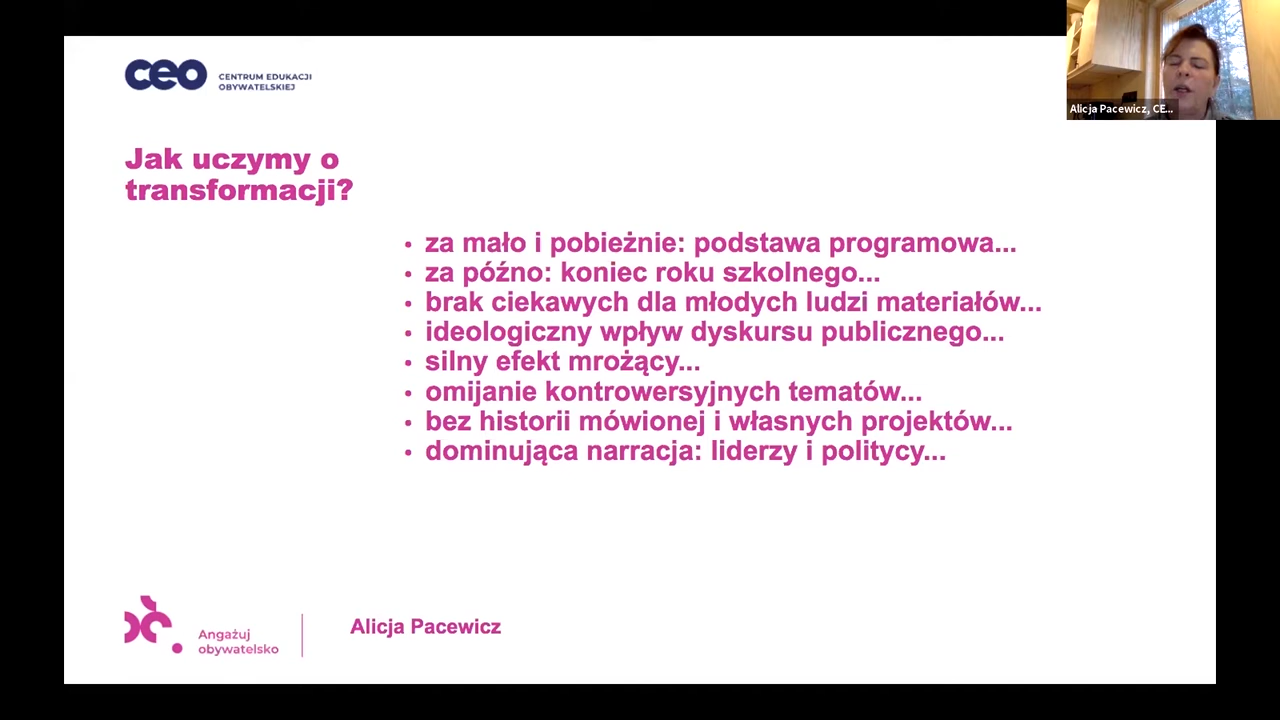 ceo
CENTRUM EDUKACJI
OBYWATELSKIEJ
Alicja Pacewicz, CE...
Jak uczymy o
transformacji?
• za mało i pobieżnie: podstawa programowa...
• za późno: koniec roku szkolnego...
• brak ciekawych dla młodych ludzi materiałów...
• ideologiczny wpływ dyskursu publicznego...
• silny efekt mrożący...
• omijanie kontrowersyjnych tematów...
• bez historii mówionej i własnych projektów...
• dominująca narracja: liderzy i politycy...
Angażuj
obywatelsko
Alicja Pacewicz